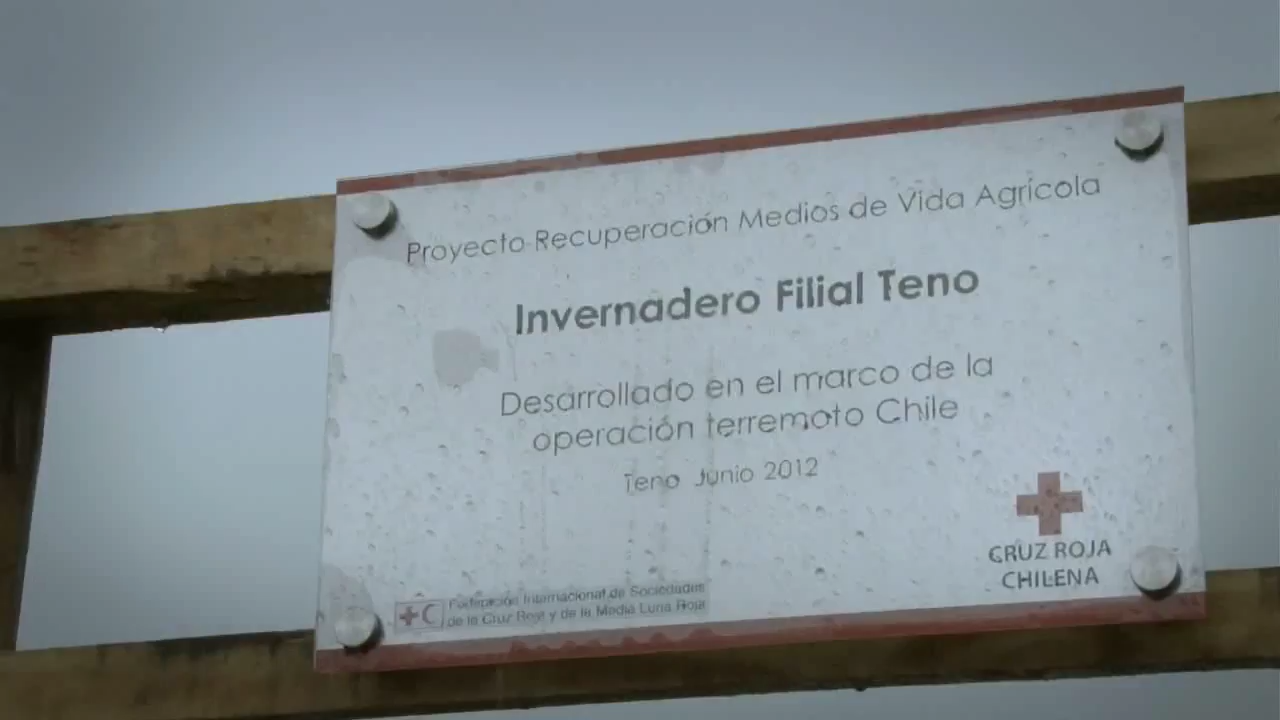 Proyecto Recuperación Medios de Vida Agrícola
Invernadero Filial Teno
Desarrollado en el marco de la
operación terremoto Chile
Teno Junio 2012
CRUZ ROJA
CHILENA
Federación Internacional de Sociedades
de la Cruz Roja y de la Media Luna Roja